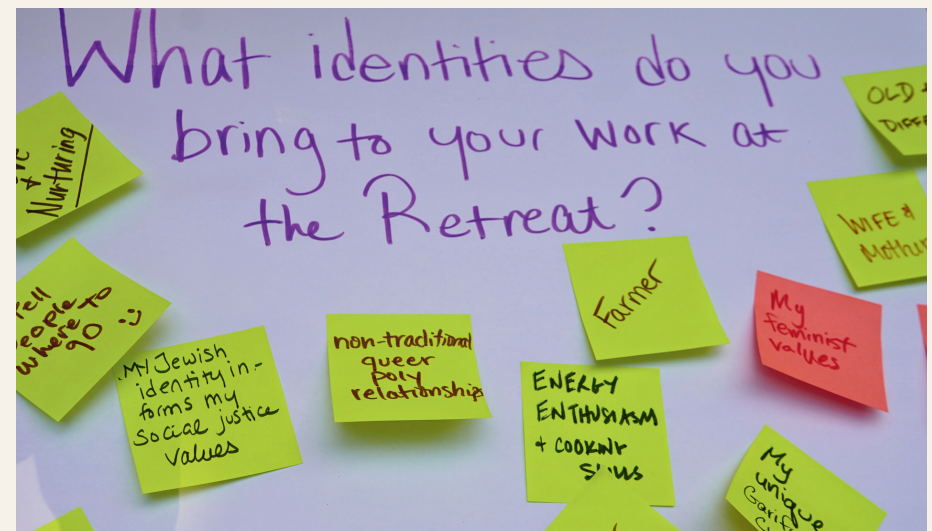 What identities do you
bring to your work at
the Retreat?
OLD
&
Nurturing
WIFE &
Mother
people
where to
go :)
Farmer
My
feminist
values
My Jewish
identity in-
forms my
Social justice
values
non-traditional
queer
poly
relationships
ENERGY
ENTHUSIASM
+ COOKING
Skills
My
unique